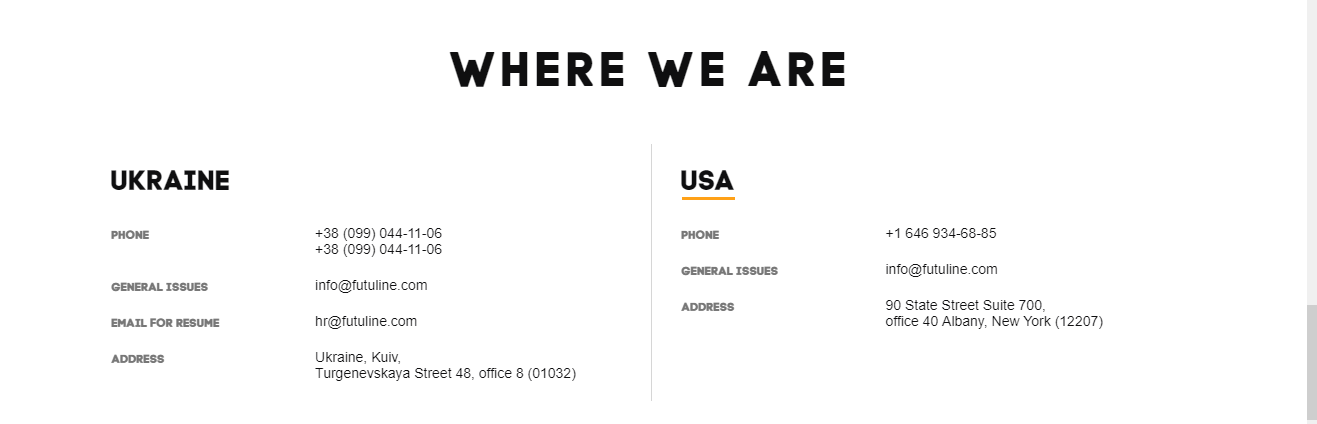 WHERE WE ARE
UKRAINE
PHONE +38 (099) 044-11-06
+38 (099) 044-11-06
GENERAL ISSUES info@futuline.com
EMAIL FOR RESUME hr@futuline.com
ADDRESS Ukraine, Kuiv,
Turgenevskaya Street 48, office 8 (01032)
USA
PHONE +1 646 934-68-85
GENERAL ISSUES info@futuline.com
ADDRESS 90 State Street Suite 700,
office 40 Albany, New York (12207)